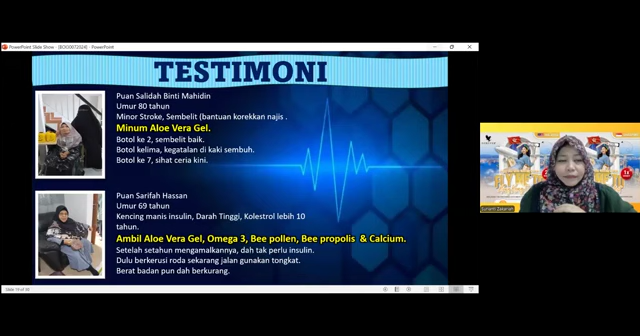 PowerPoint Slide Show - [BOO00072024] - PowerPoint
TESTIMONI
Puan Salidah Binti Mahidin
Umur 80 tahun
Minor Stroke, Sembelit (bantuan korekkan najis .
Minum Aloe Vera Gel.
Botol ke 2, sembelit baik.
Botol kelima, kegatalan di kaki sembuh.
Botol ke 7, sihat ceria kini.
Puan Sarifah Hassan
Umur 69 tahun
Kencing manis insulin, Darah Tinggi, Kolestrol lebih 10
tahun.
Ambil Aloe Vera Gel, Omega 3, Bee pollen, Bee propolis & Calcium.
Setelah setahun mengamalkannya, dah tak perlu insulin.
Dulu berkerusi roda sekarang jalan gunakan tongkat.
Berat badan pun dah berkurang.